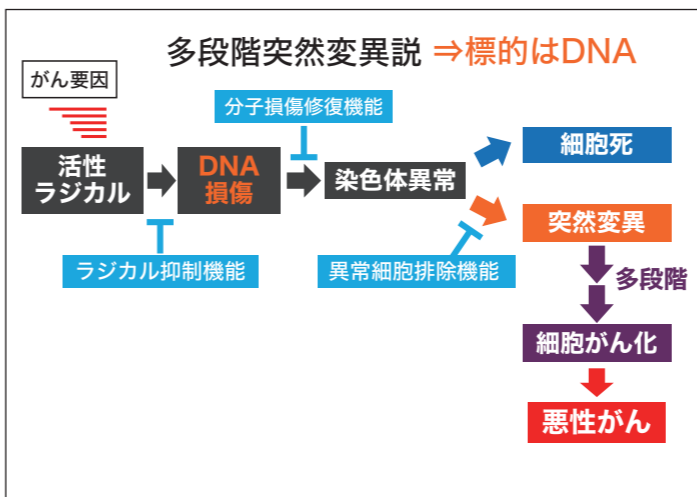 多段階突然変異説 ⇒標的はDNA
がん要因
分子損傷修復機能
活性
ラジカル
DNA
損傷
染色体異常
細胞死
突然変異
ラジカル抑制機能
異常細胞排除機能
多段階
細胞がん化
悪性がん